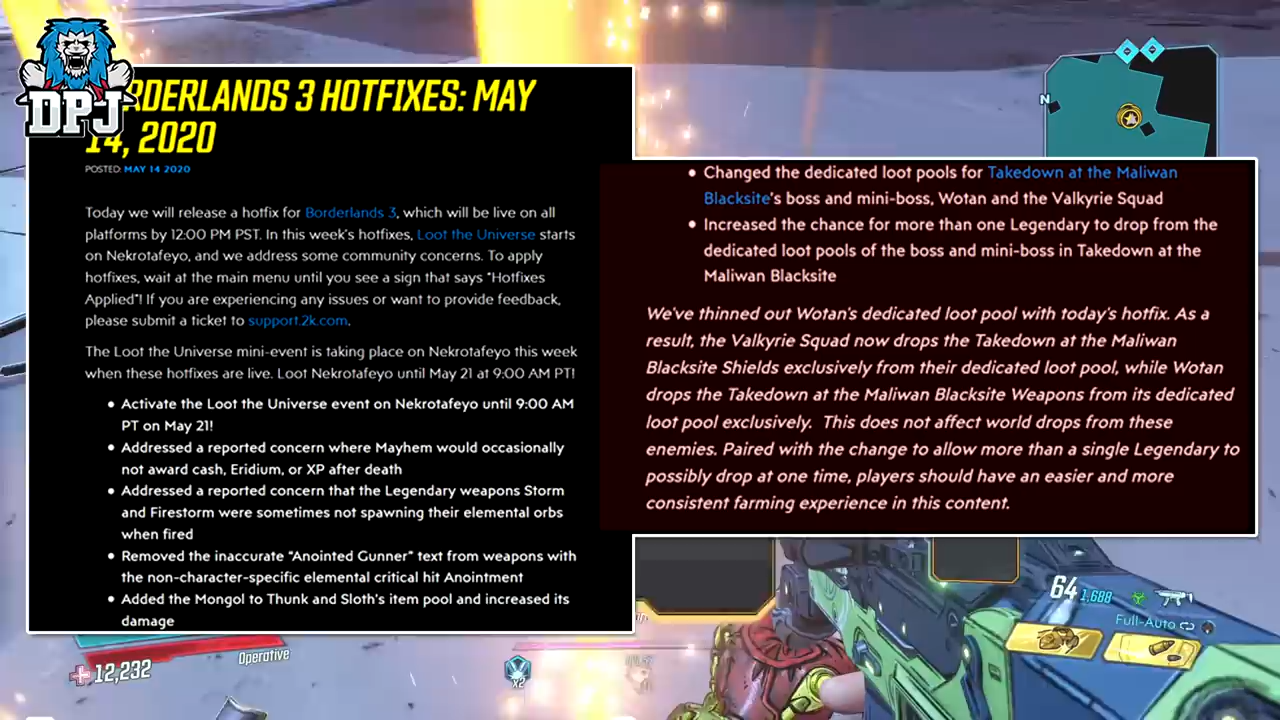 DPJ
RDERLANDS 3 HOTFIXES: MAY
14, 2020
POSTED: MAY 14 2020
Today we will release a hotfix for Borderlands 3, which will be live on all
platforms by 12:00 PM PST. In this week's hotfixes, Loot the Universe starts
on Nekrotafeyo, and we address some community concerns. To apply
hotfixes, wait at the main menu until you see a sign that says "Hotfixes
Applied"! If you are experiencing any issues or want to provide feedback,
please submit a ticket to support.2k.com.
The Loot the Universe mini-event is taking place on Nekrotafeyo this week
when these hotfixes are live. Loot Nekrotafeyo until May 21 at 9:00 AM PT!
• Activate the Loot the Universe event on Nekrotafeyo until 9:00 AM
PT on May 21!
• Addressed a reported concern where Mayhem would occasionally
not award cash, Eridium, or XP after death
• Addressed a reported concern that the Legendary weapons Storm
and Firestorm were sometimes not spawning their elemental orbs
when fired
• Removed the inaccurate “Anointed Gunner” text from weapons with
the non-character-specific elemental critical hit Anointment
• Added the Mongol to Thunk and Sloth's item pool and increased its
damage
• Changed the dedicated loot pools for Takedown at the Maliwan
Blacksite's boss and mini-boss, Wotan and the Valkyrie Squad
• Increased the chance for more than one Legendary to drop from the
dedicated loot pools of the boss and mini-boss in Takedown at the
Maliwan Blacksite
We've thinned out Wotan's dedicated loot pool with today's hotfix. As a
result, the Valkyrie Squad now drops the Takedown at the Maliwan
Blacksite Shields exclusively from their dedicated loot pool, while Wotan
drops the Takedown at the Maliwan Blacksite Weapons from its dedicated
loot pool exclusively. This does not affect world drops from these
enemies. Paired with the change to allow more than a single Legendary to
possibly drop at one time, players should have an easier and more
consistent farming experience in this content.
N
64 1,688
Full-Auto
12,232
Operative
x2